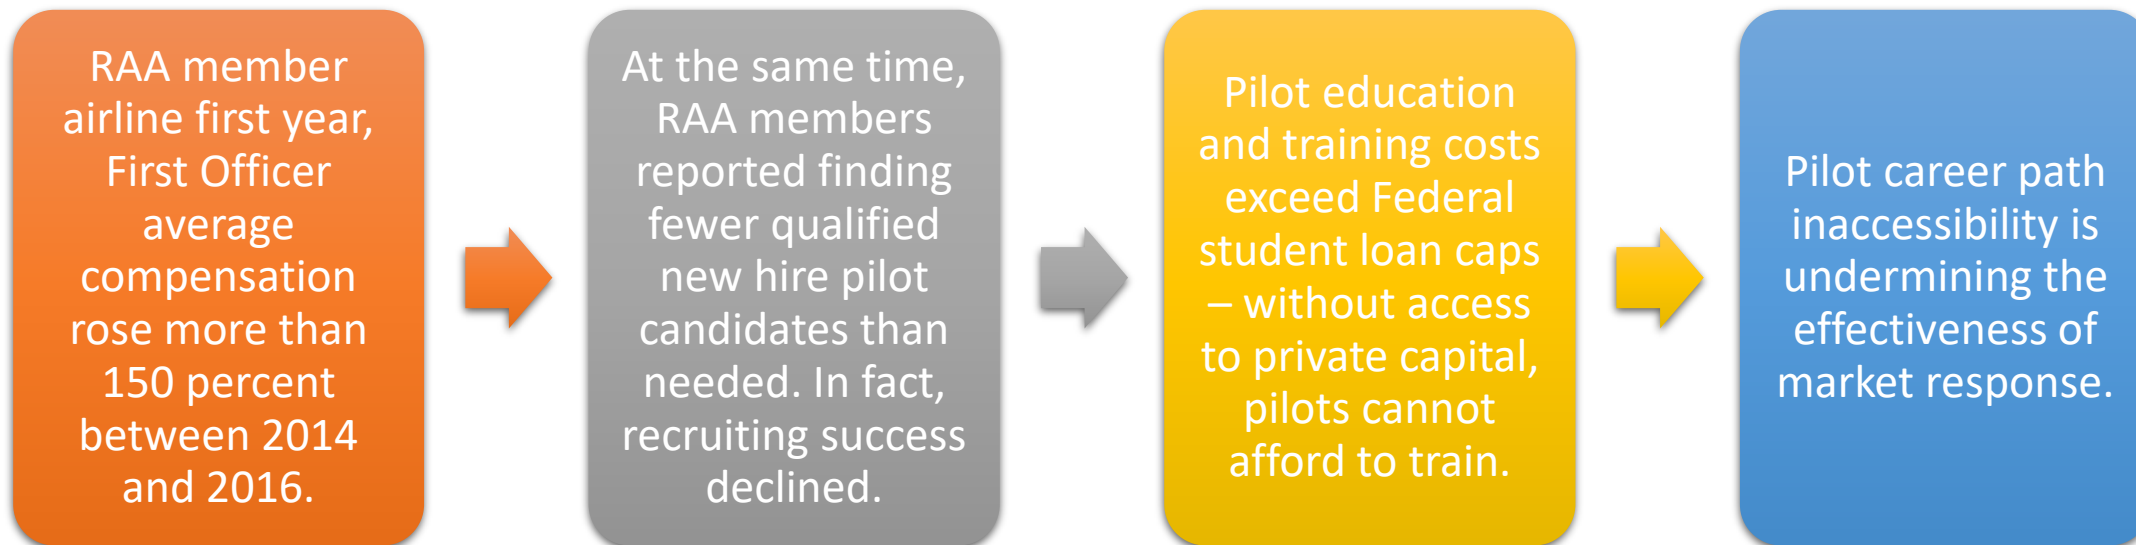 RAA member
airline first year,
First Officer
average
compensation
rose more than
150 percent
between 2014
and 2016.
At the same time,
RAA members
reported finding
fewer qualified
new hire pilot
candidates than
needed. In fact,
recruiting success
declined.
Pilot education
and training costs
exceed Federal
student loan caps
– without access
to private capital,
pilots cannot
afford to train.
Pilot career path
inaccessibility is
undermining the
effectiveness of
market response.